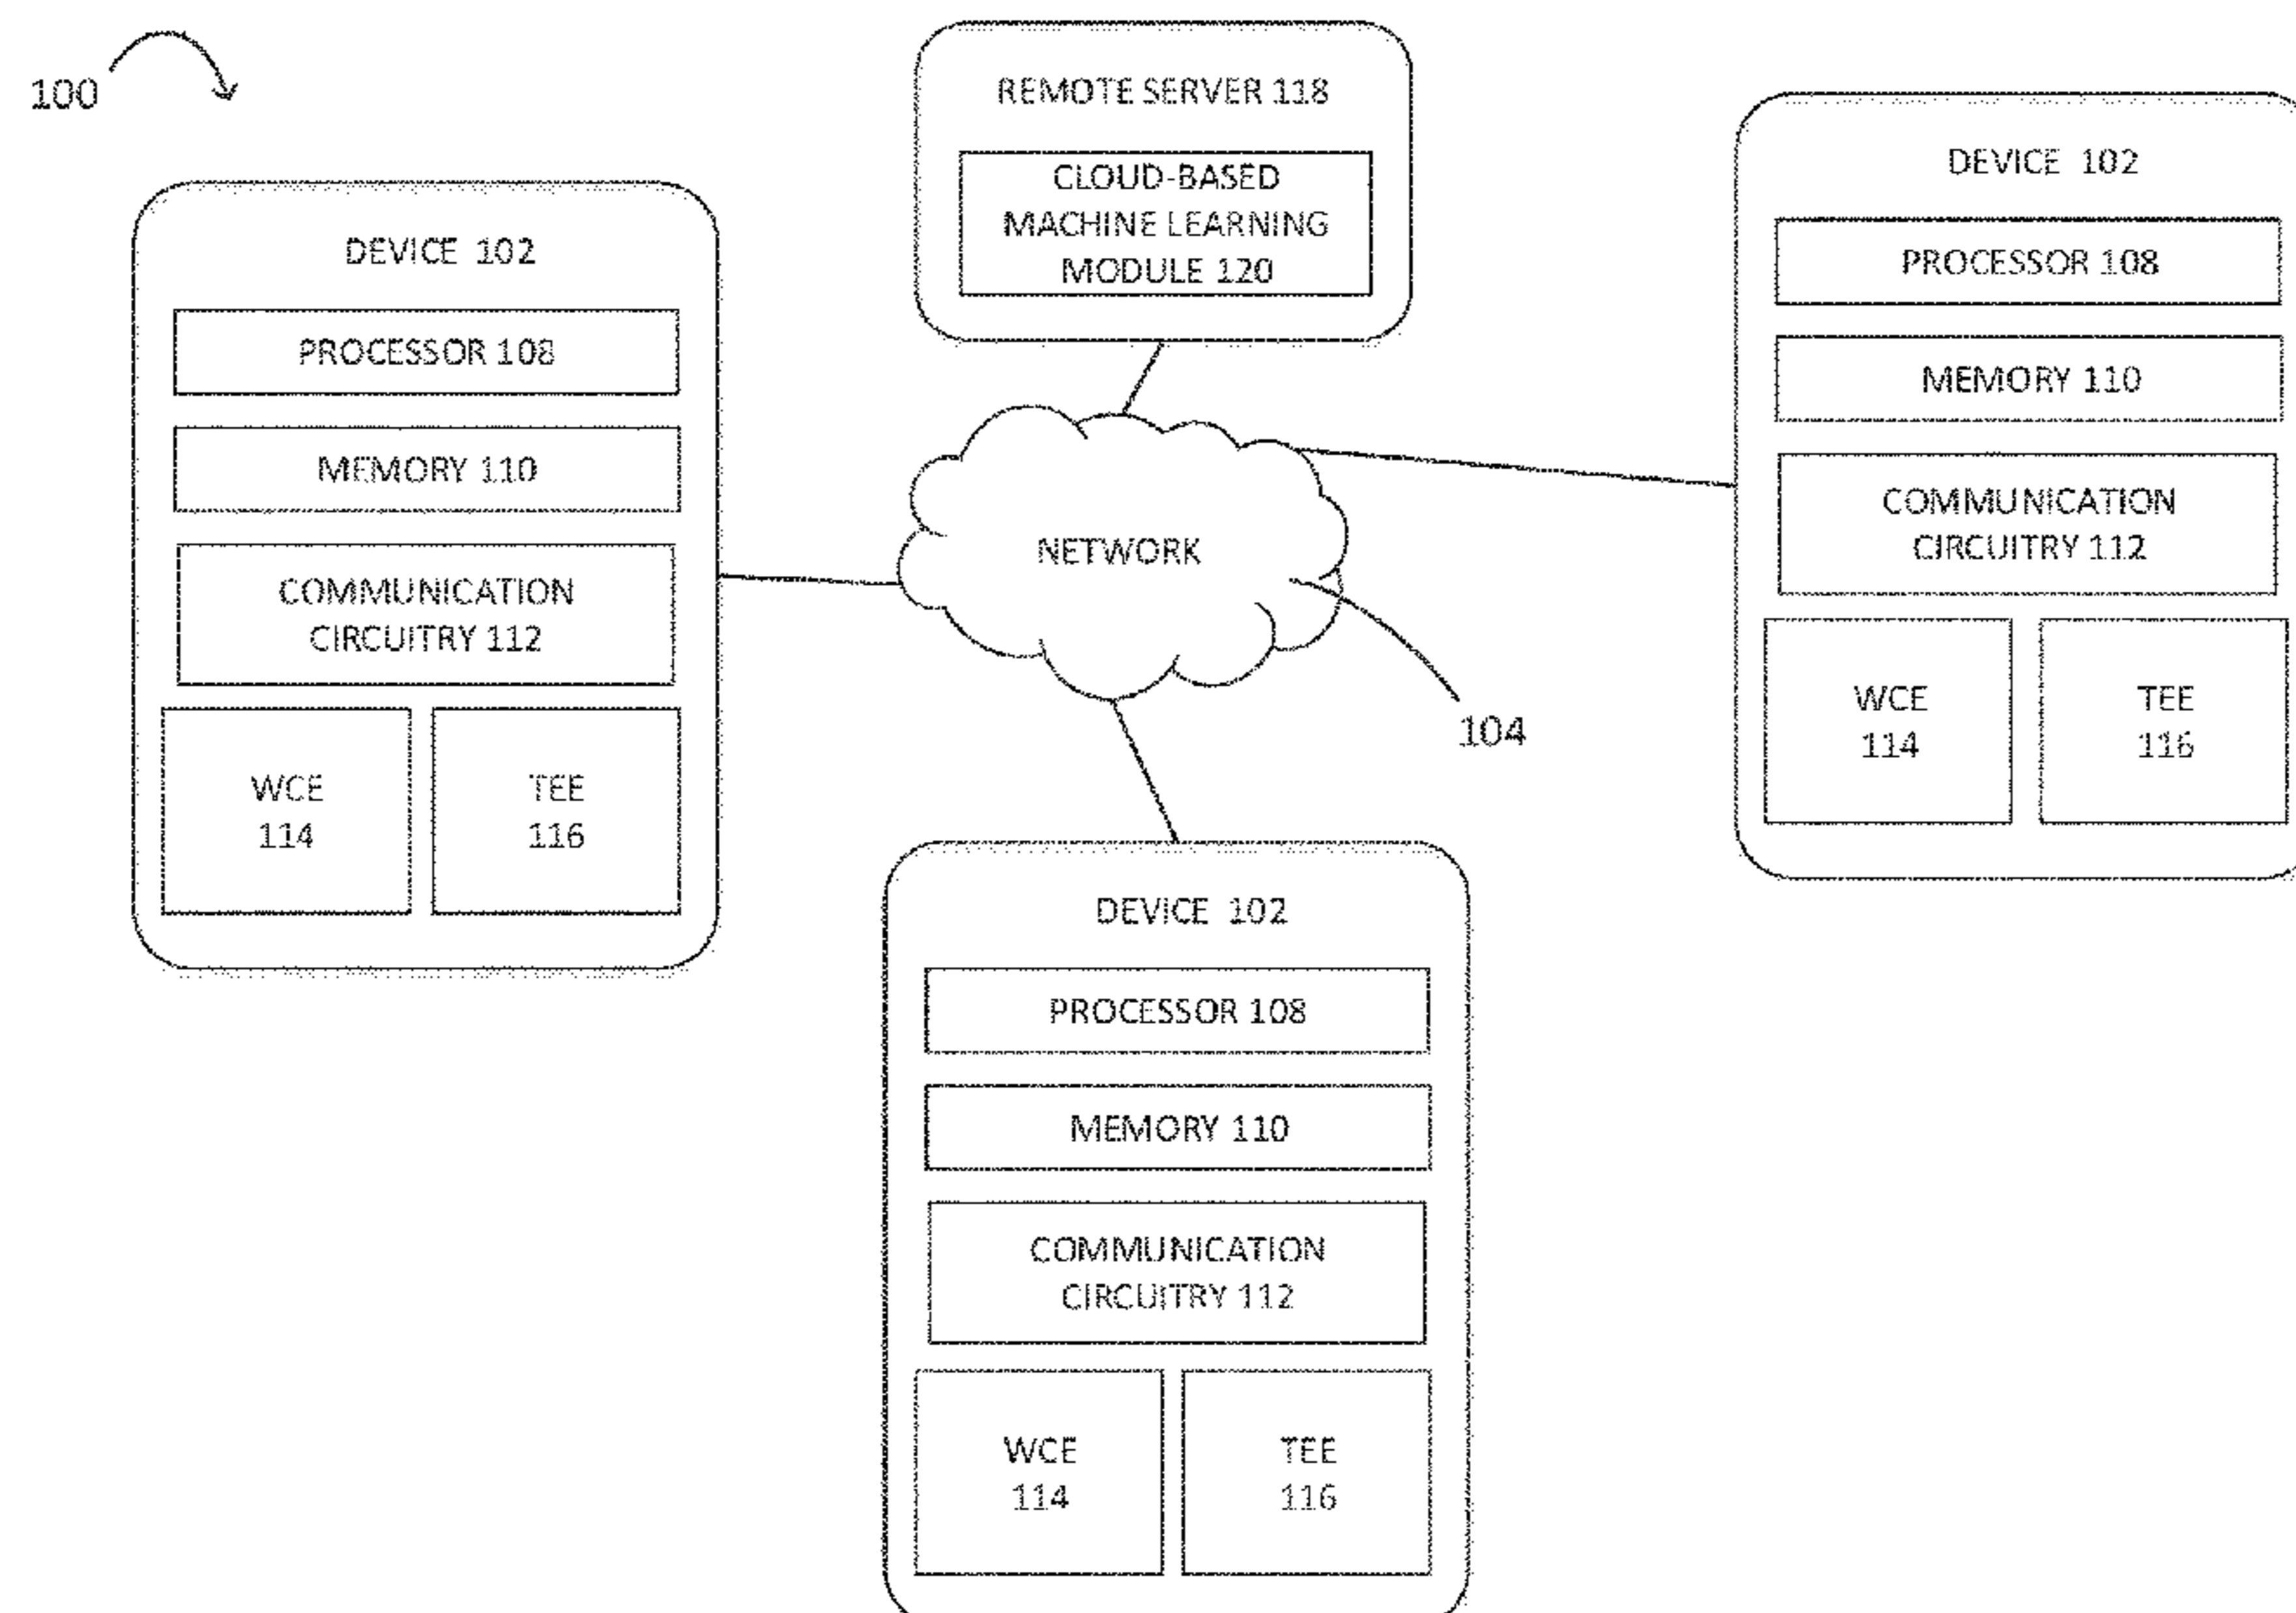 100
REMOTE SERVER 118
CLOUD-BASED
MACHINE LEARNING
MODULE 120
DEVICE 102
PROCESSOR 108
MEMORY 110
COMMUNICATION
CIRCUITRY 112
WCE
114
TEE
116
NETWORK
104
DEVICE 102
PROCESSOR 108
MEMORY 110
COMMUNICATION
CIRCUITRY 112
WCE
114
TEE
116
DEVICE 102
PROCESSOR 108
MEMORY 110
COMMUNICATION
CIRCUITRY 112
WCE
114
TEE
116